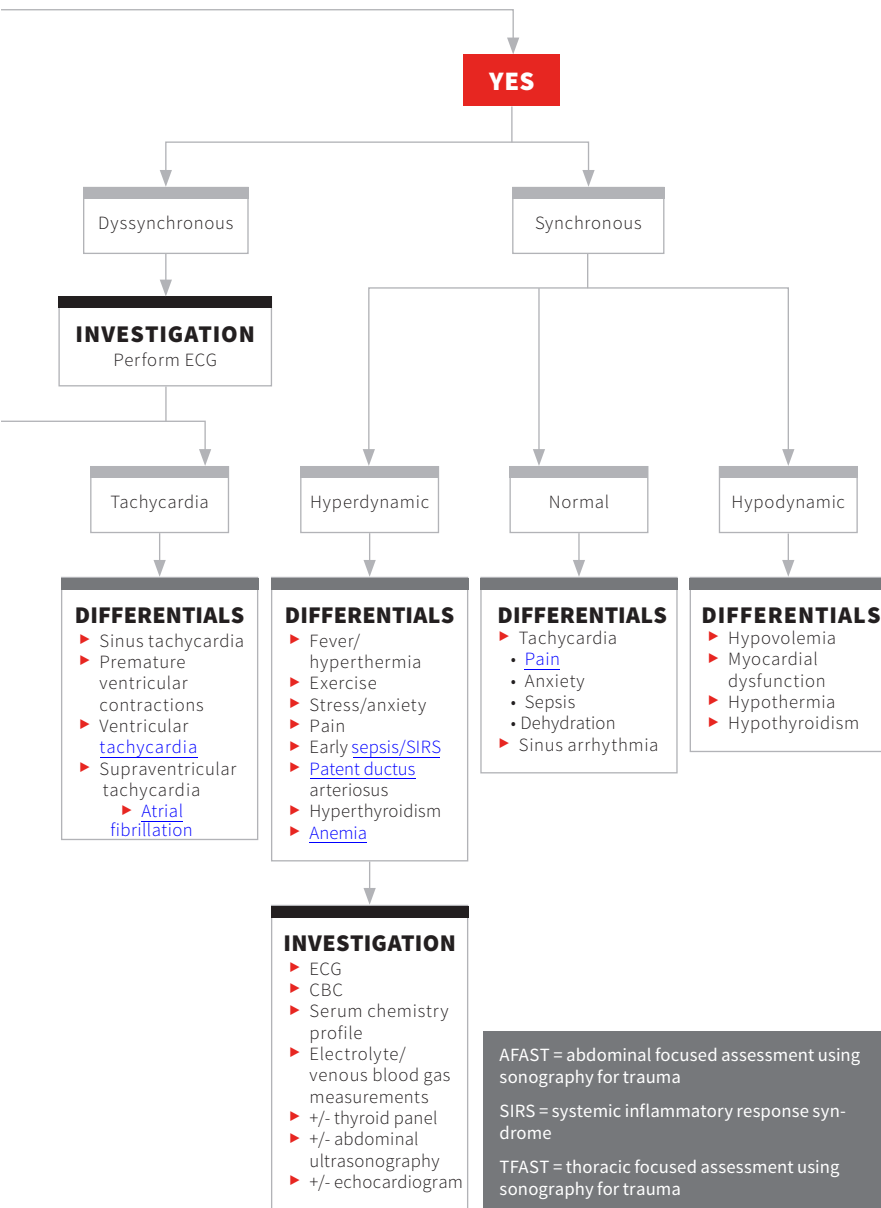 YES
Dyssynchronous
Synchronous
INVESTIGATION
Perform ECG
Tachycardia
Hyperdynamic
Normal
Hypodynamic
DIFFERENTIALS
► Sinus tachycardia
► Premature
ventricular
contractions
► Ventricular
tachycardia
► Supraventricular
tachycardia
► Atrial
fibrillation
DIFFERENTIALS
► Fever/
hyperthermia
► Exercise
► Stress/anxiety
► Pain
► Early sepsis/SIRS
► Patent ductus
arteriosus
► Hyperthyroidism
► Anemia
DIFFERENTIALS
► Tachycardia
• Pain
• Anxiety
• Sepsis
• Dehydration
► Sinus arrhythmia
DIFFERENTIALS
► Hypovolemia
► Myocardial
dysfunction
► Hypothermia
► Hypothyroidism
INVESTIGATION
► ECG
► CBC
► Serum chemistry
profile
► Electrolyte/
venous blood gas
measurements
► +/- thyroid panel
► +/- abdominal
ultrasonography
► +/- echocardiogram
AFAST = abdominal focused assessment using
sonography for trauma
SIRS = systemic inflammatory response syn-
drome
TFAST = thoracic focused assessment using
sonography for trauma